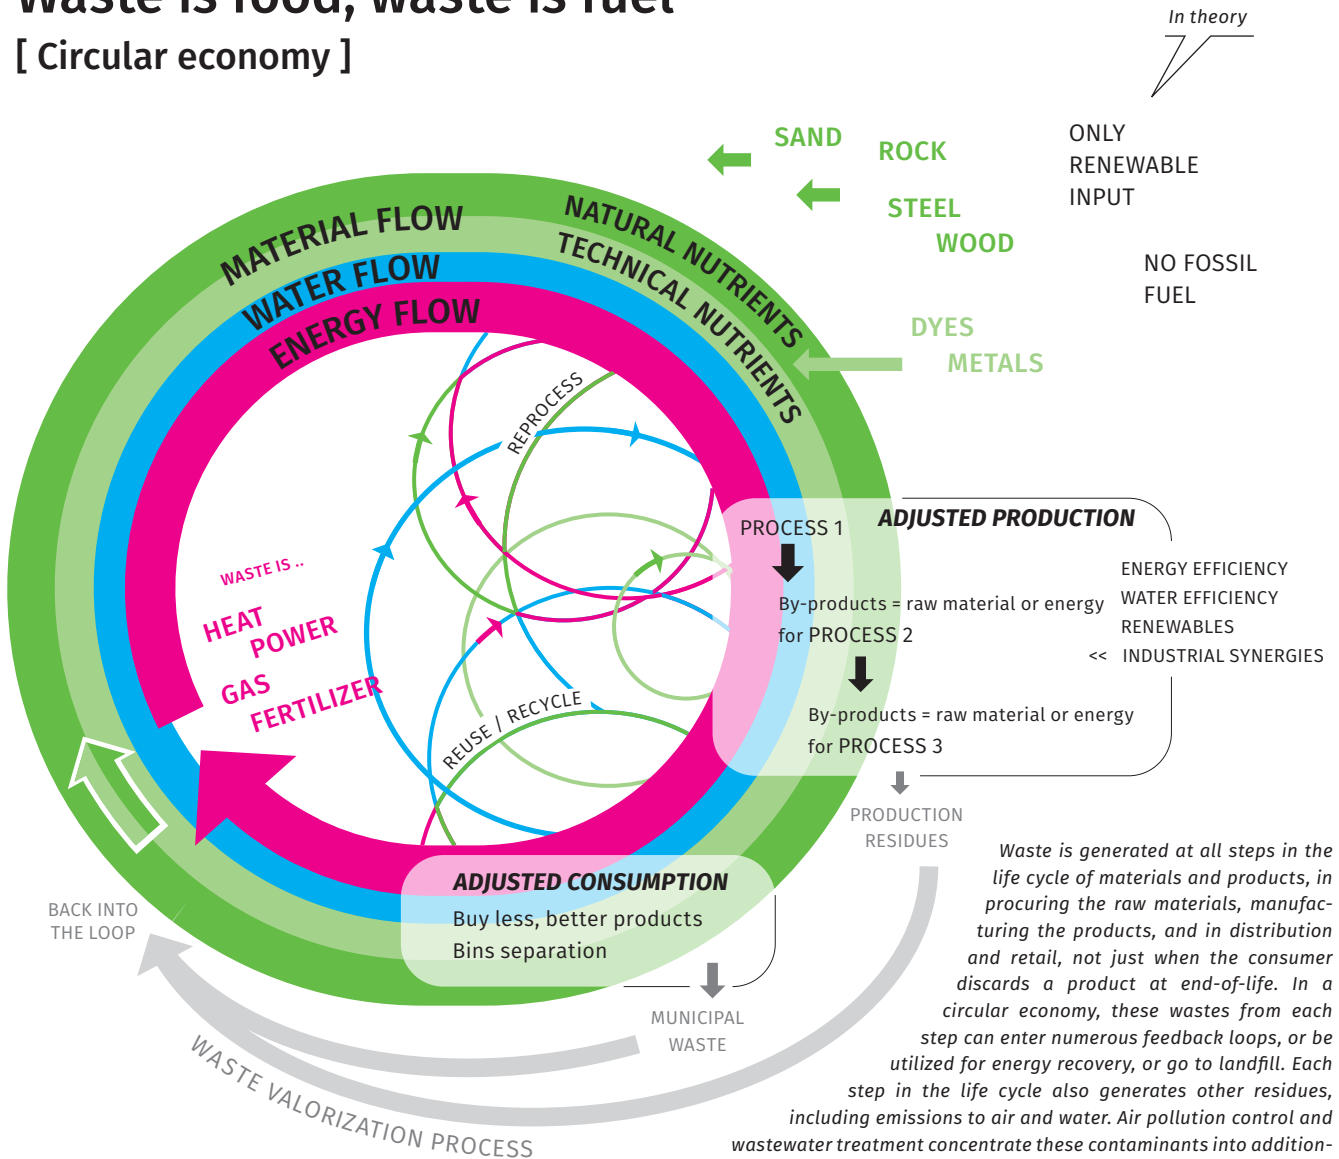 Waste is food, waste is fuel
[ Circular economy ]
In theory
SAND
ROCK
STEEL
WOOD
ONLY
RENEWABLE
INPUT
NO FOSSIL
FUEL
DYES
METALS
MATERIAL FLOW
WATER FLOW
ENERGY FLOW
NATURAL NUTRIENTS
TECHNICAL NUTRIENTS
REPROCESS
REUSE / RECYCLE
WASTE IS ..
HEAT
POWER
GAS
FERTILIZER
ADJUSTED PRODUCTION
PROCESS 1
By-products = raw material or energy
for PROCESS 2
By-products = raw material or energy
for PROCESS 3
ENERGY EFFICIENCY
WATER EFFICIENCY
RENEWABLES
<< INDUSTRIAL SYNERGIES
PRODUCTION
RESIDUES
ADJUSTED CONSUMPTION
Buy less, better products
Bins separation
MUNICIPAL
WASTE
BACK INTO
THE LOOP
WASTE VALORIZATION PROCESS
Waste is generated at all steps in the
life cycle of materials and products, in
procuring the raw materials, manufac-
turing the products, and in distribution
and retail, not just when the consumer
discards a product at end-of-life. In a
circular economy, these wastes from each
step can enter numerous feedback loops, or be
utilized for energy recovery, or go to landfill. Each
step in the life cycle also generates other residues,
including emissions to air and water. Air pollution control and
wastewater treatment concentrate these contaminants into addition-